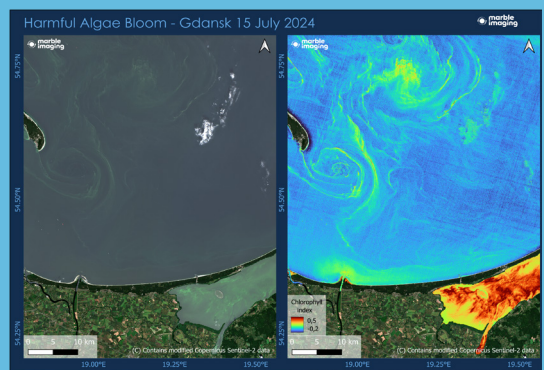 Harmful Algae Bloom - Gdansk 15 July 2024
marble
imaging
marble
imaging
marble
imaging
54.75°N
54.50°N
54.25°N
54.75°N
54.50°N
54.25°N
Chlorophyll
Index
0,5
-0,2
0 5 10 km
(C) Contains modified Copernicus Sentinel-2 data
0 5 10 km
(C) Contains modified Copernicus Sentinel-2 data
19.00°E 19.25°E 19.50°E
19.00°E 19.25°E 19.50°E